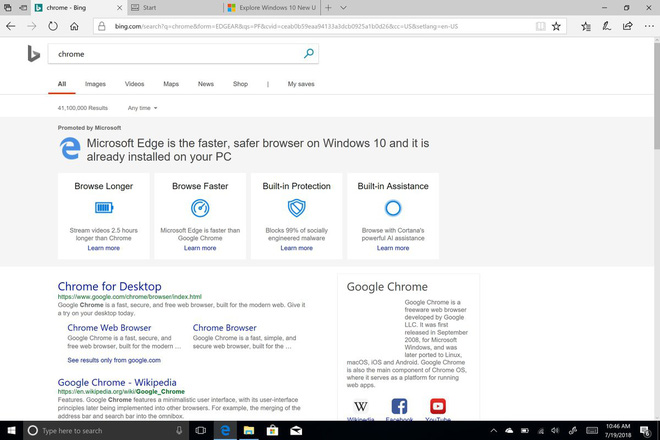 chrome - Bing
Start
Explore Windows 10 New U
bing.com/search?q=chrome&form=EDGEAR&qs=PF&cvid=ceab0b59eaa94133a3dcb0925a1b0d26&cc=US&setlang=en-US
chrome
All Images Videos Maps News Shop | My saves
41,100,000 Results Any time
Promoted by Microsoft
Microsoft Edge is the faster, safer browser on Windows 10 and it is
already installed on your PC
Browse Longer
Stream videos 2.5 hours
longer than Chrome
Learn more
Browse Faster
Microsoft Edge is faster than
Google Chrome
Learn more
Built-in Protection
Blocks 99% of socially
engineered malware
Learn more
Built-in Assistance
Browse with Cortana's
powerful AI assistance
Learn more
Chrome for Desktop
https://www.google.com/chrome/browser/index.html
Google Chrome is a fast, secure, and free web browser, built for the modern web. Give it
a try on your desktop today.
Chrome Web Browser
Google Chrome is a fast, secure, and
free web browser, built for the modern ...
Chrome Browser
Google Chrome is a fast, simple, and
secure web browser, built for the ...
See results only from google.com
Google Chrome - Wikipedia
https://en.wikipedia.org/wiki/Google_Chrome
Features. Google Chrome features a minimalistic user interface, with its user-interface
principles later being implemented into other browsers. For example, the merging of the
address bar and search bar into the omnibox.
Google Chrome
Google Chrome is a
freeware web browser
developed by Google
LLC. It was first
released in September
2008, for Microsoft
Windows, and was
later ported to Linux,
macOS, iOS and Android. Google Chrome
is also the main component of Chrome OS,
where it serves as a platform for running
web apps.
W
Wikipedia Facebook YouTube
Type here to search
10:46 AM
7/19/2018